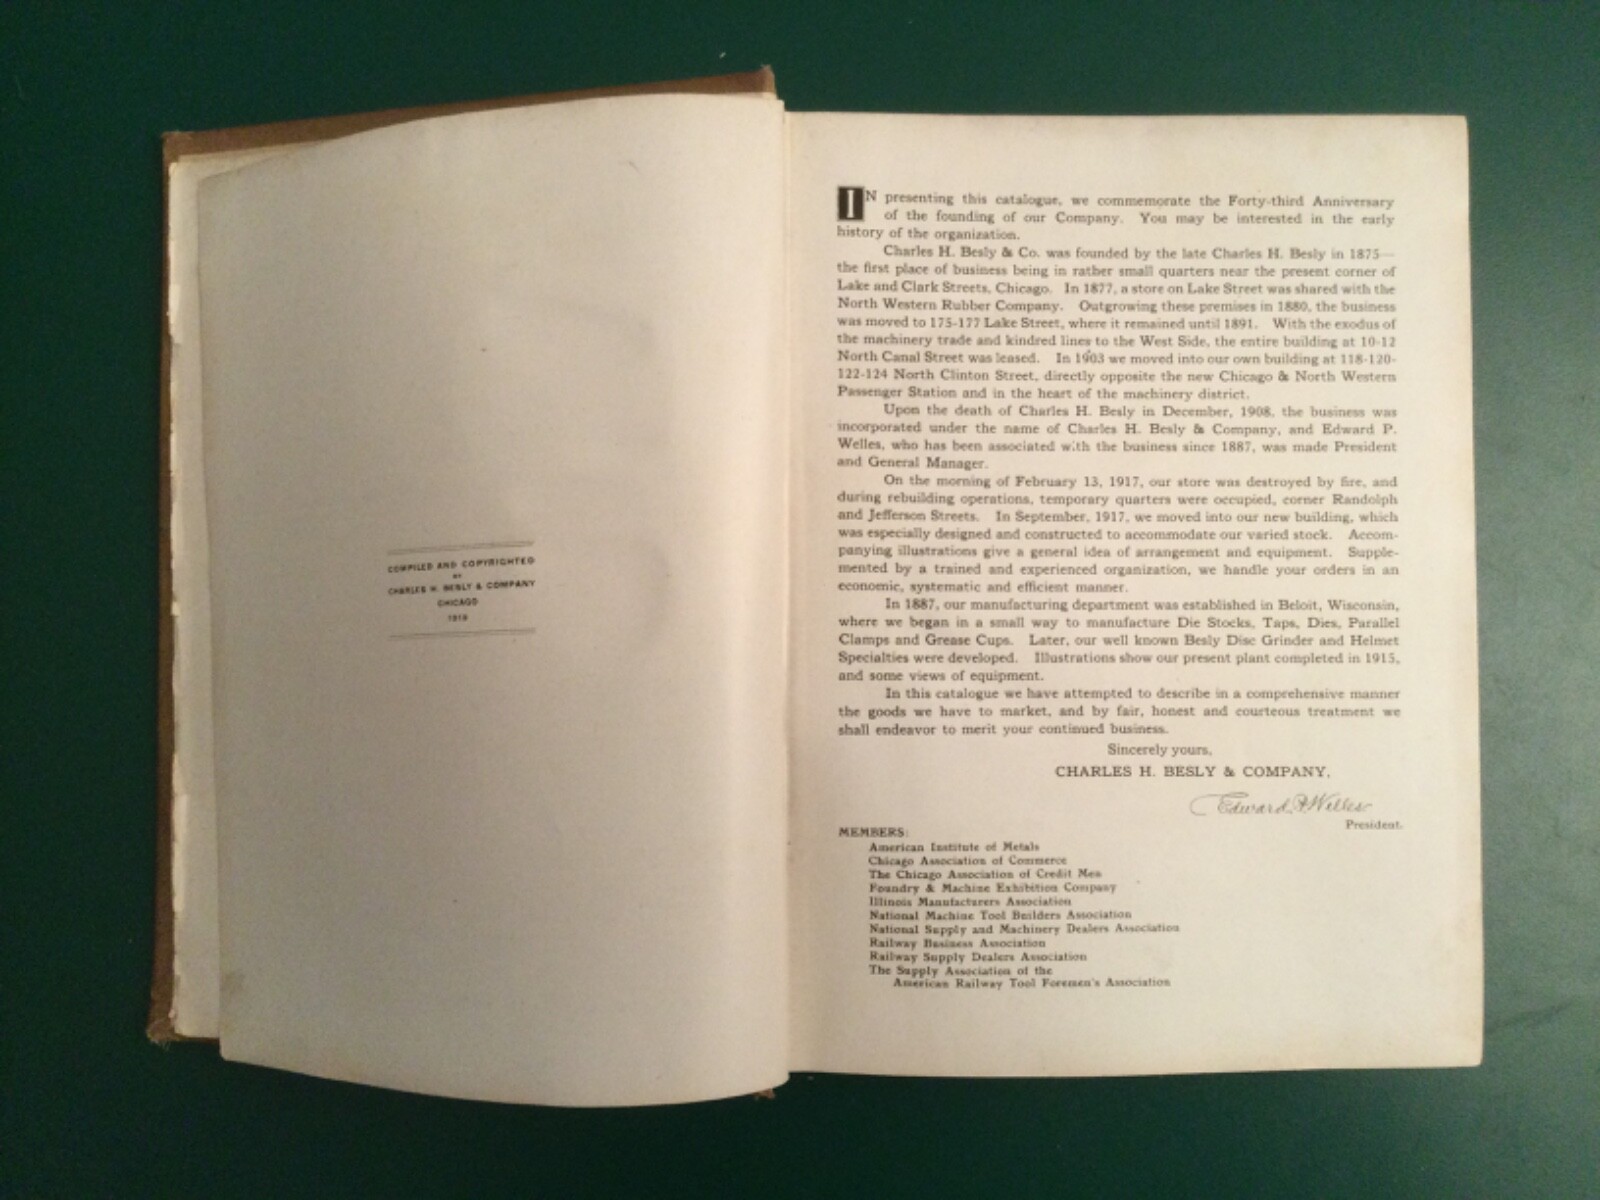 COMPILED AND COPYRIGHTED
BY
CHARLES H. BESLY & COMPANY
CHICAGO
1919
IN presenting this catalogue, we commemorate the Forty-third Anniversary
of the founding of our Company. You may be interested in the early
history of the organization.
Charles H. Besly & Co. was founded by the late Charles H. Besly in 1875—
the first place of business being in rather small quarters near the present corner of
Lake and Clark Streets, Chicago. In 1877, a store on Lake Street was shared with the
North Western Rubber Company. Outgrowing these premises in 1880, the business
was moved to 175-177 Lake Street, where it remained until 1891. With the exodus of
the machinery trade and kindred lines to the West Side, the entire building at 10-12
North Canal Street was leased. In 1903 we moved into our own building at 118-120-
122-124 North Clinton Street, directly opposite the new Chicago & North Western
Passenger Station and in the heart of the machinery district.
Upon the death of Charles H. Besly in December, 1908, the business was
incorporated under the name of Charles H. Besly & Company, and Edward P.
Welles, who has been associated with the business since 1887, was made President
and General Manager.
On the morning of February 13, 1917, our store was destroyed by fire, and
during rebuilding operations, temporary quarters were occupied, corner Randolph
and Jefferson Streets. In September, 1917, we moved into our new building, which
was especially designed and constructed to accommodate our varied stock. Accom-
panying illustrations give a general idea of arrangement and equipment. Supple-
mented by a trained and experienced organization, we handle your orders in an
economic, systematic and efficient manner.
In 1887, our manufacturing department was established in Beloit, Wisconsin,
where we began in a small way to manufacture Die Stocks, Taps, Dies, Parallel
Clamps and Grease Cups. Later, our well known Besly Disc Grinder and Helmet
Specialties were developed. Illustrations show our present plant completed in 1915,
and some views of equipment.
In this catalogue we have attempted to describe in a comprehensive manner
the goods we have to market, and by fair, honest and courteous treatment we
shall endeavor to merit your continued business.
Sincerely yours,
CHARLES H. BESLY & COMPANY,
Edward P. Welles
President.
MEMBERS:
American Institute of Metals
Chicago Association of Commerce
The Chicago Association of Credit Men
Foundry & Machine Exhibition Company
Illinois Manufacturers Association
National Machine Tool Builders Association
National Supply and Machinery Dealers Association
Railway Business Association
Railway Supply Dealers Association
The Supply Association of the
American Railway Tool Foremen's Association